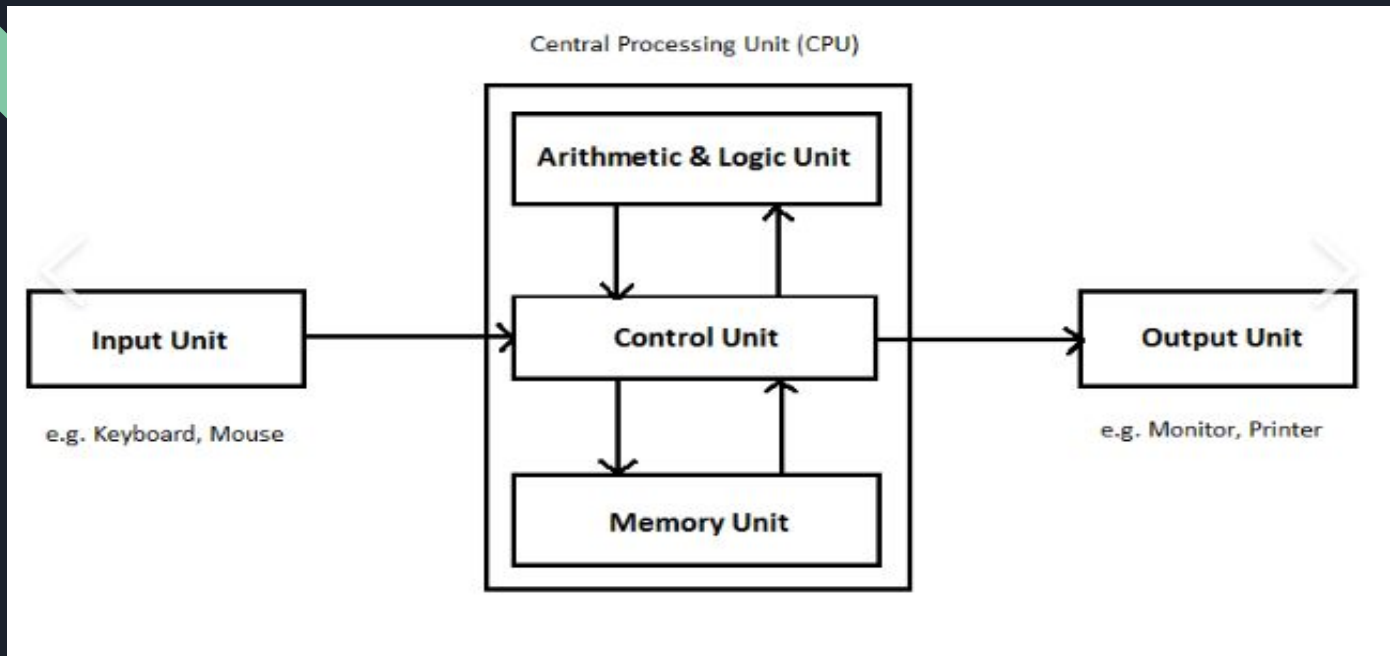 Central Processing Unit (CPU)
Arithmetic & Logic Unit
Input Unit
Control Unit
Output Unit
e.g. Keyboard, Mouse
e.g. Monitor, Printer
Memory Unit